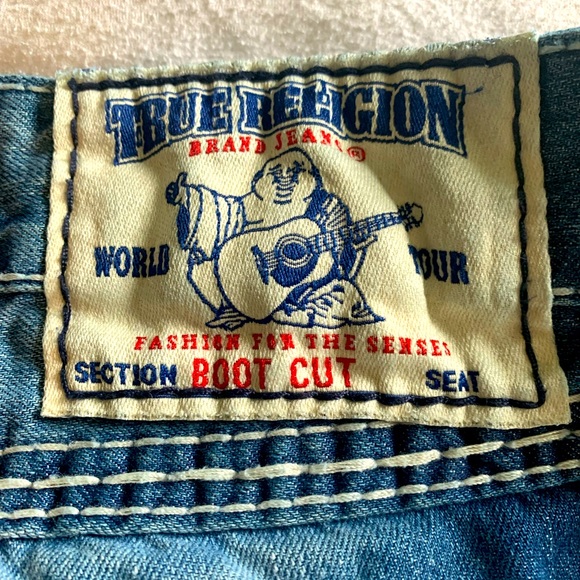 TRUE RELIGION
BRAND JEANS®
WORLD TOUR
FASHION FOR THE SENSES
SECTION BOOT CUT SEAT